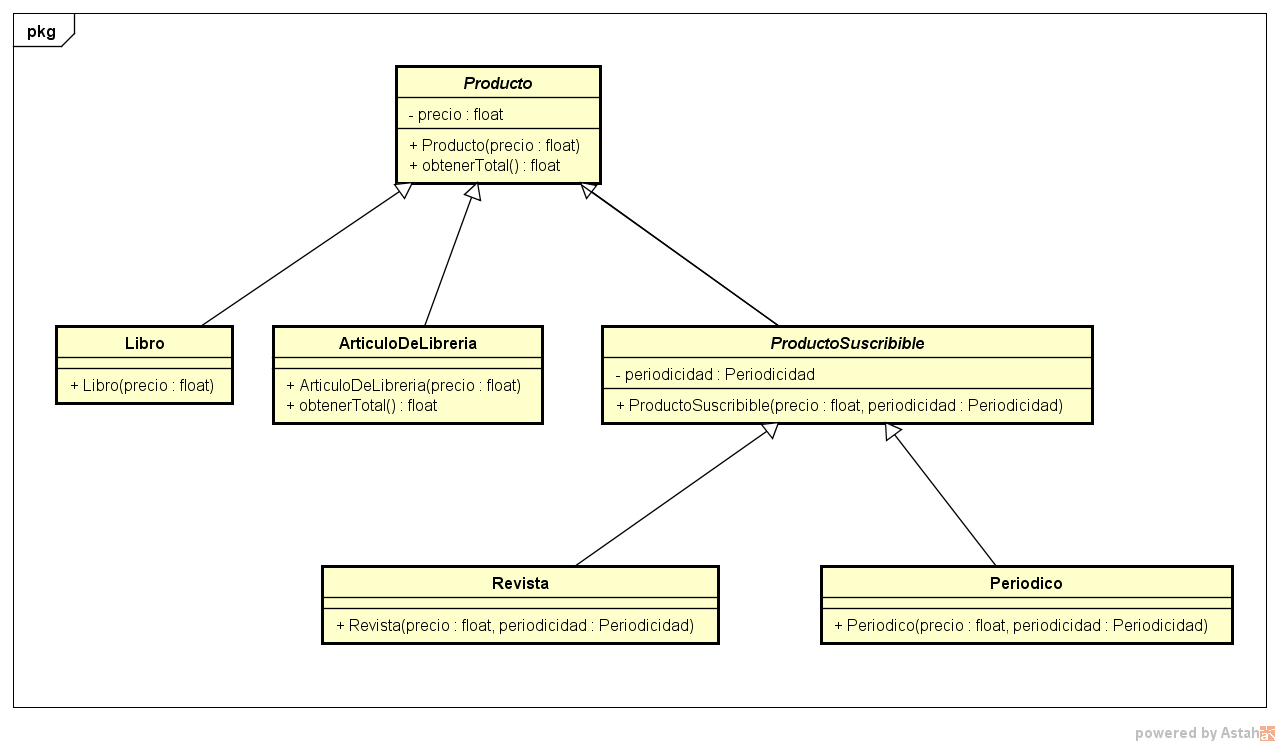 pkg
Producto
- precio : float
+ Producto(precio : float)
+ obtenerTotal() : float
Libro
+ Libro(precio : float)
ArticuloDeLibreria
+ ArticuloDeLibreria(precio : float)
+ obtenerTotal() : float
ProductoSuscribible
- periodicidad : Periodicidad
+ ProductoSuscribible(precio : float, periodicidad : Periodicidad)
Revista
+ Revista(precio : float, periodicidad : Periodicidad)
Periodico
+ Periodico(precio : float, periodicidad : Periodicidad)
powered by Astah